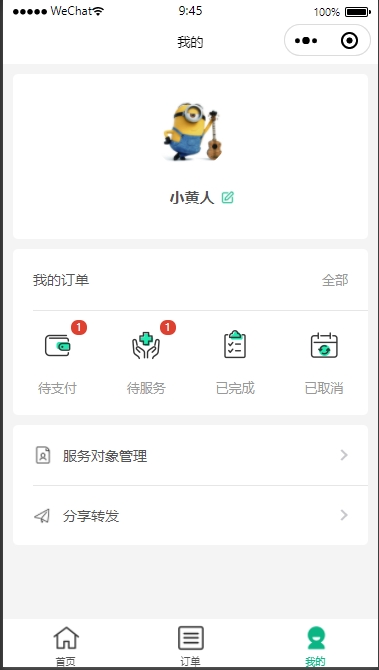 ●●●●● WeChat 9:45 100%
我的
小黄人
我的订单 全部
1 1
待支付 待服务 已完成 已取消
服务对象管理
分享转发
首页 订单 我的